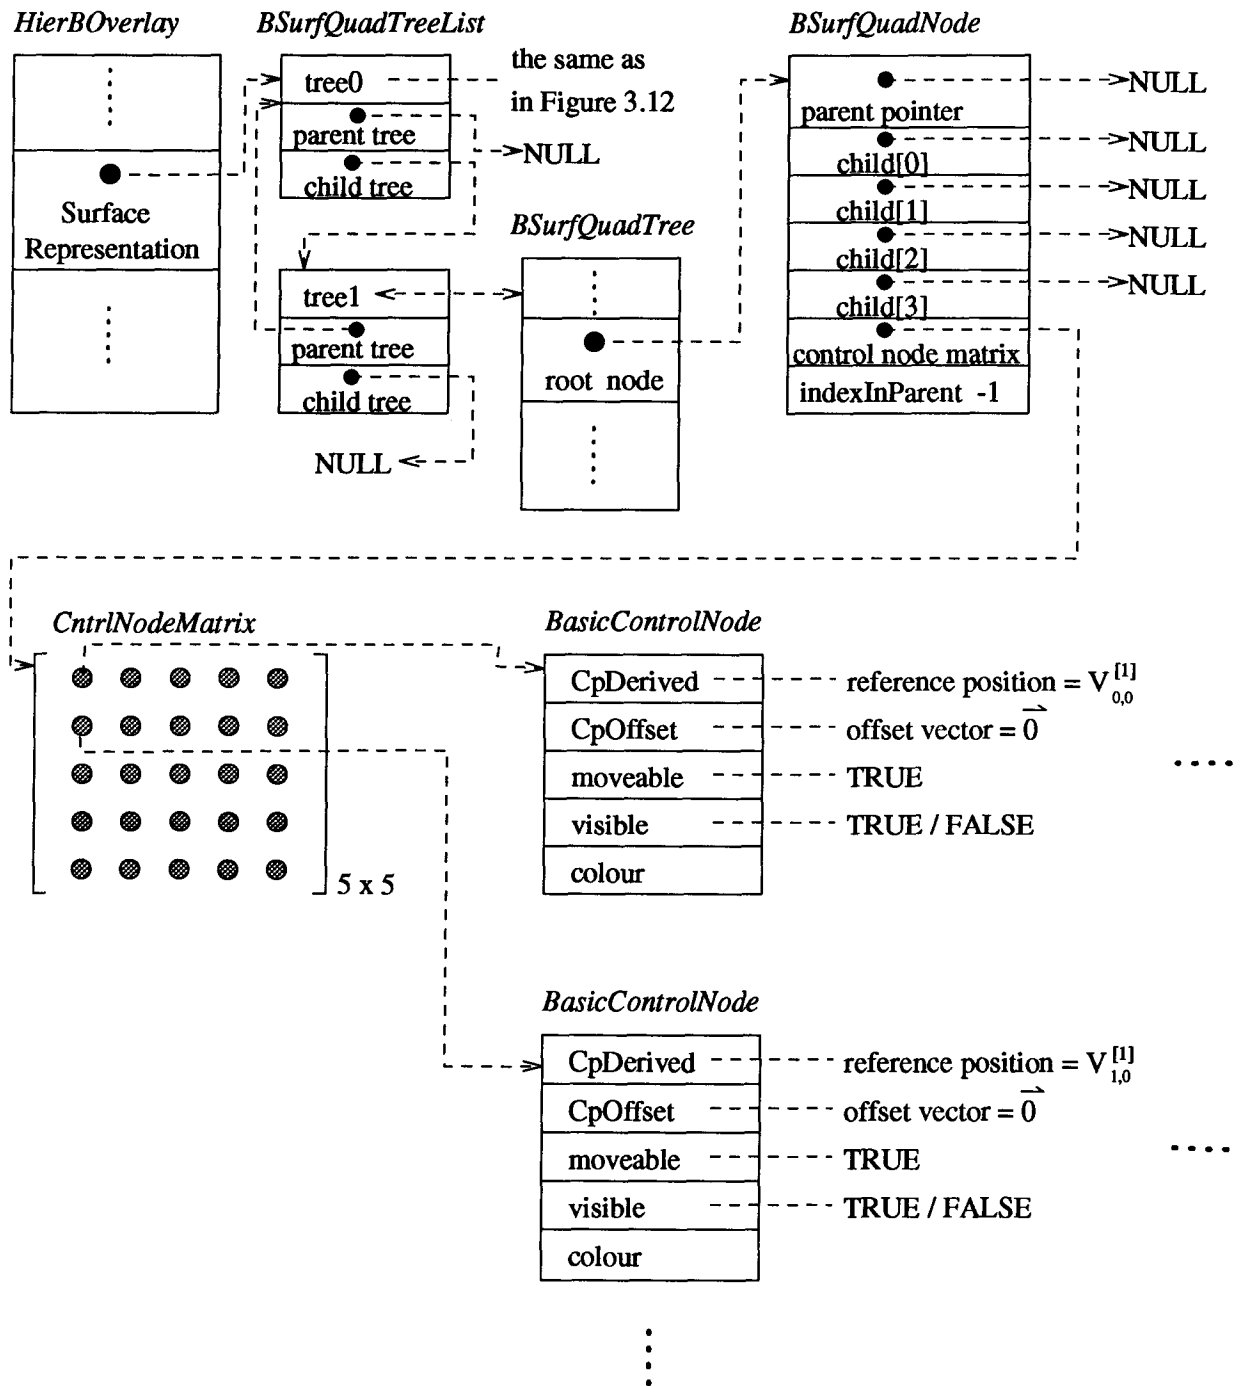 HierBOverlay
BSurfQuadTreeList
BSurfQuadNode
Surface
Representation
tree0
the same as
in Figure 3.12
parent tree
NULL
child tree
tree1
parent tree
child tree
NULL
BSurfQuadTree
root node
parent pointer
NULL
child[0]
NULL
child[1]
NULL
child[2]
NULL
child[3]
NULL
control node matrix
indexInParent -1
CntrlNodeMatrix
5 x 5
BasicControlNode
CpDerived reference position = V[1]0,0
CpOffset offset vector = 0⃗
moveable TRUE
visible TRUE / FALSE
colour
BasicControlNode
CpDerived reference position = V[1]1,0
CpOffset offset vector = 0⃗
moveable TRUE
visible TRUE / FALSE
colour